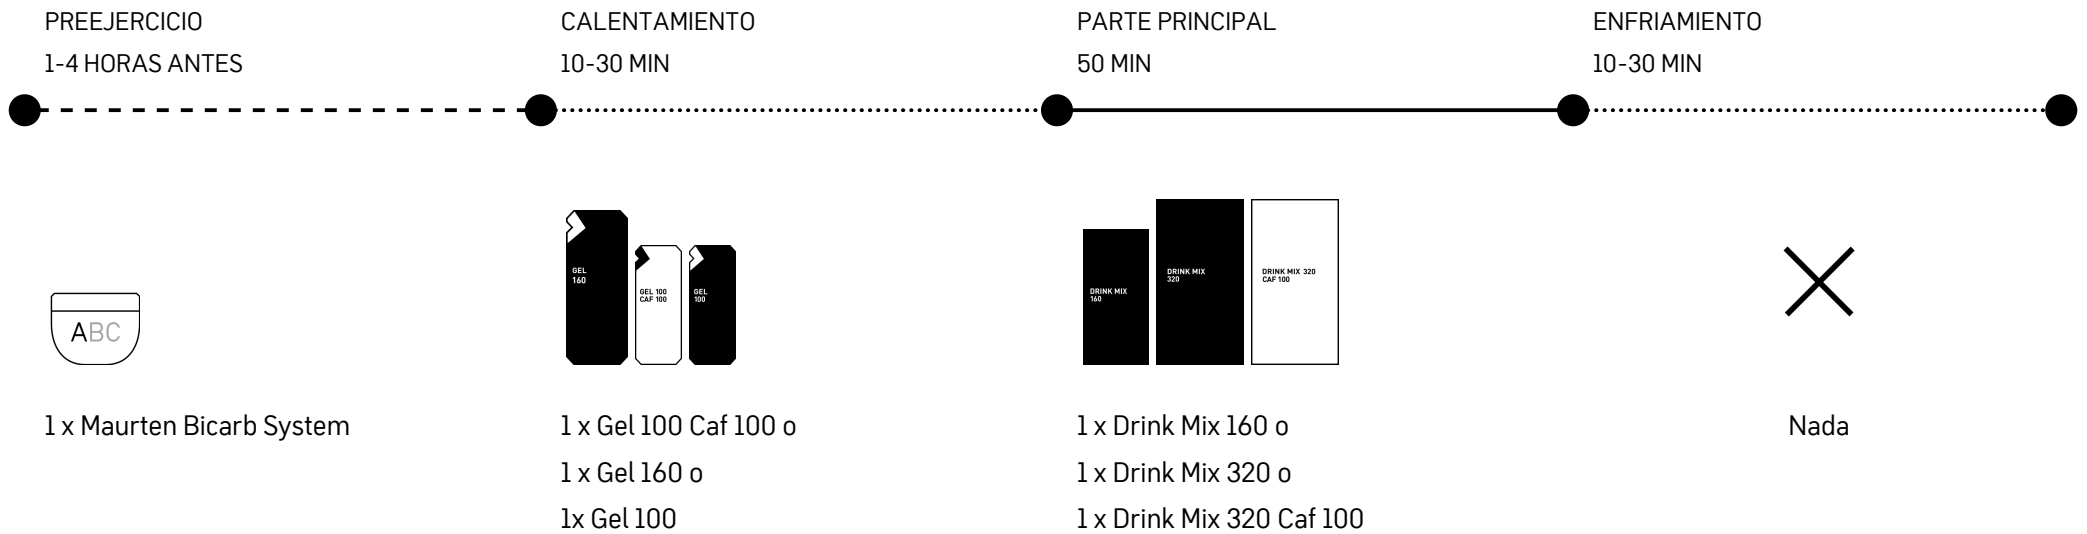 PREEJERCICIO
1-4 HORAS ANTES
CALENTAMIENTO
10-30 MIN
PARTE PRINCIPAL
50 MIN
ENFRIAMIENTO
10-30 MIN
ABC
GEL
160
GEL 100
CAF 100
GEL
100
DRINK MIX
160
DRINK MIX
320
DRINK MIX 320
CAF 100
1 x Maurten Bicarb System
1 x Gel 100 Caf 100 o
1 x Gel 160 o
1x Gel 100
1 x Drink Mix 160 o
1 x Drink Mix 320 o
1 x Drink Mix 320 Caf 100
Nada